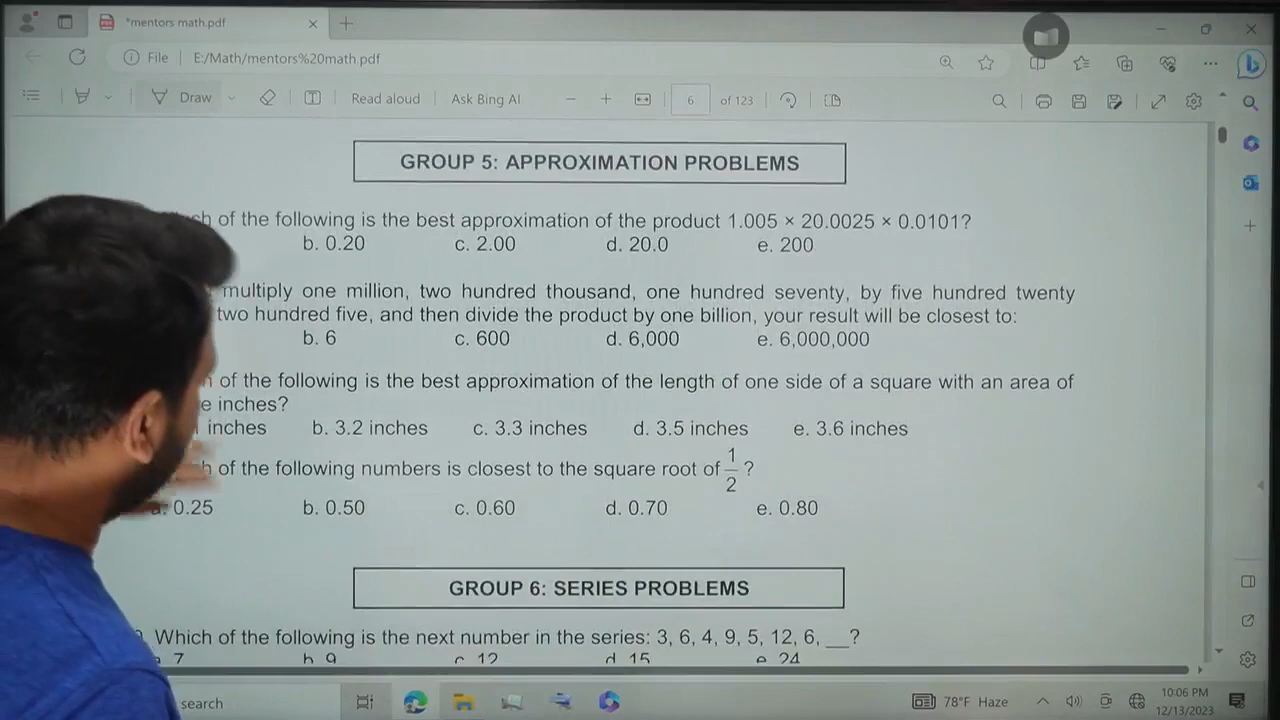 *mentors math.pdf
File E:/Math/mentors%20math.pdf
Draw Read aloud Ask Bing AI 6 of 123
GROUP 5: APPROXIMATION PROBLEMS
of the following is the best approximation of the product 1.005 × 20.0025 × 0.0101?
b. 0.20 c. 2.00 d. 20.0 e. 200
multiply one million, two hundred thousand, one hundred seventy, by five hundred twenty
two hundred five, and then divide the product by one billion, your result will be closest to:
b. 6 c. 600 d. 6,000 e. 6,000,000
of the following is the best approximation of the length of one side of a square with an area of
inches?
inches b. 3.2 inches c. 3.3 inches d. 3.5 inches e. 3.6 inches
of the following numbers is closest to the square root of 1/2 ?
a. 0.25 b. 0.50 c. 0.60 d. 0.70 e. 0.80
GROUP 6: SERIES PROBLEMS
Which of the following is the next number in the series: 3, 6, 4, 9, 5, 12, 6, __?
7 b. 9 c. 12 d. 15 e. 24
search 78°F Haze 10:06 PM
12/13/2023